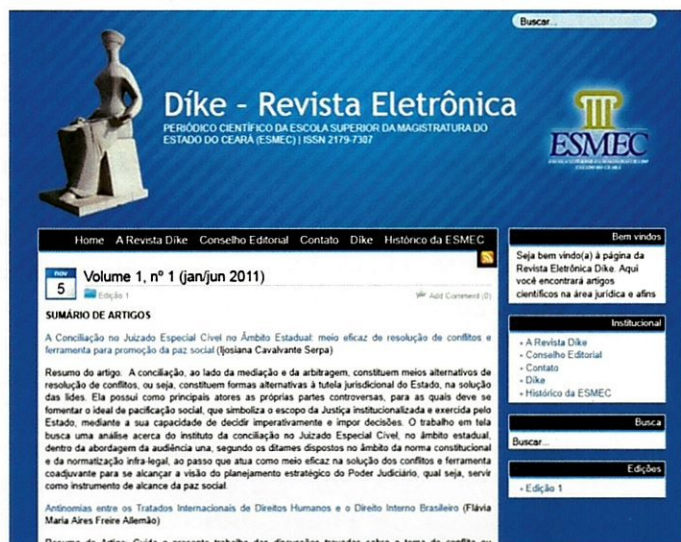 Buscar...
Díke - Revista Eletrônica
PERIÓDICO CIENTÍFICO DA ESCOLA SUPERIOR DA MAGISTRATURA DO
ESTADO DO CEARÁ (ESMEC) | ISSN 2179-7307
ESMEC
Home A Revista Díke Conselho Editorial Contato Díke Histórico da ESMEC
nov
5
Volume 1, nº 1 (jan/jun 2011)
Edição 1
Add Comment (0)
SUMÁRIO DE ARTIGOS
A Conciliação no Juizado Especial Cível no Âmbito Estadual: meio eficaz de resolução de conflitos e
ferramenta para promoção da paz social (Ijosiana Cavalvante Serpa)
Resumo do artigo: A conciliação, ao lado da mediação e da arbitragem, constituem meios alternativos de
resolução de conflitos, ou seja, constituem formas alternativas à tutela jurisdicional do Estado, na solução
das lides. Ela possui como principais atores as próprias partes controversas, para as quais deve se
fomentar o ideal de pacificação social, que simboliza o escopo da Justiça institucionalizada e exercida pelo
Estado, mediante a sua capacidade de decidir imperativamente e impor decisões. O trabalho em tela
busca uma análise acerca do instituto da conciliação no Juizado Especial Cível, no âmbito estadual,
dentro da abordagem da audiência una, segundo os ditames dispostos no âmbito da norma constitucional
e da normatização infra-legal, ao passo que atua como meio eficaz na solução dos conflitos e ferramenta
coadjuvante para se alcançar a visão do planejamento estratégico do Poder Judiciário, qual seja, servir
como instrumento de alcance da paz social.
Antinomias entre os Tratados Internacionais de Direitos Humanos e o Direito Interno Brasileiro (Flávia
Maria Aires Freire Allemão)
Bem vindos
Seja bem vindo(a) à página da
Revista Eletrônica Díke. Aqui
você encontrará artigos
científicos na área jurídica e afins
Institucional
A Revista Díke
Conselho Editorial
Contato
Díke
Histórico da ESMEC
Busca
Buscar...
Edições
Edição 1